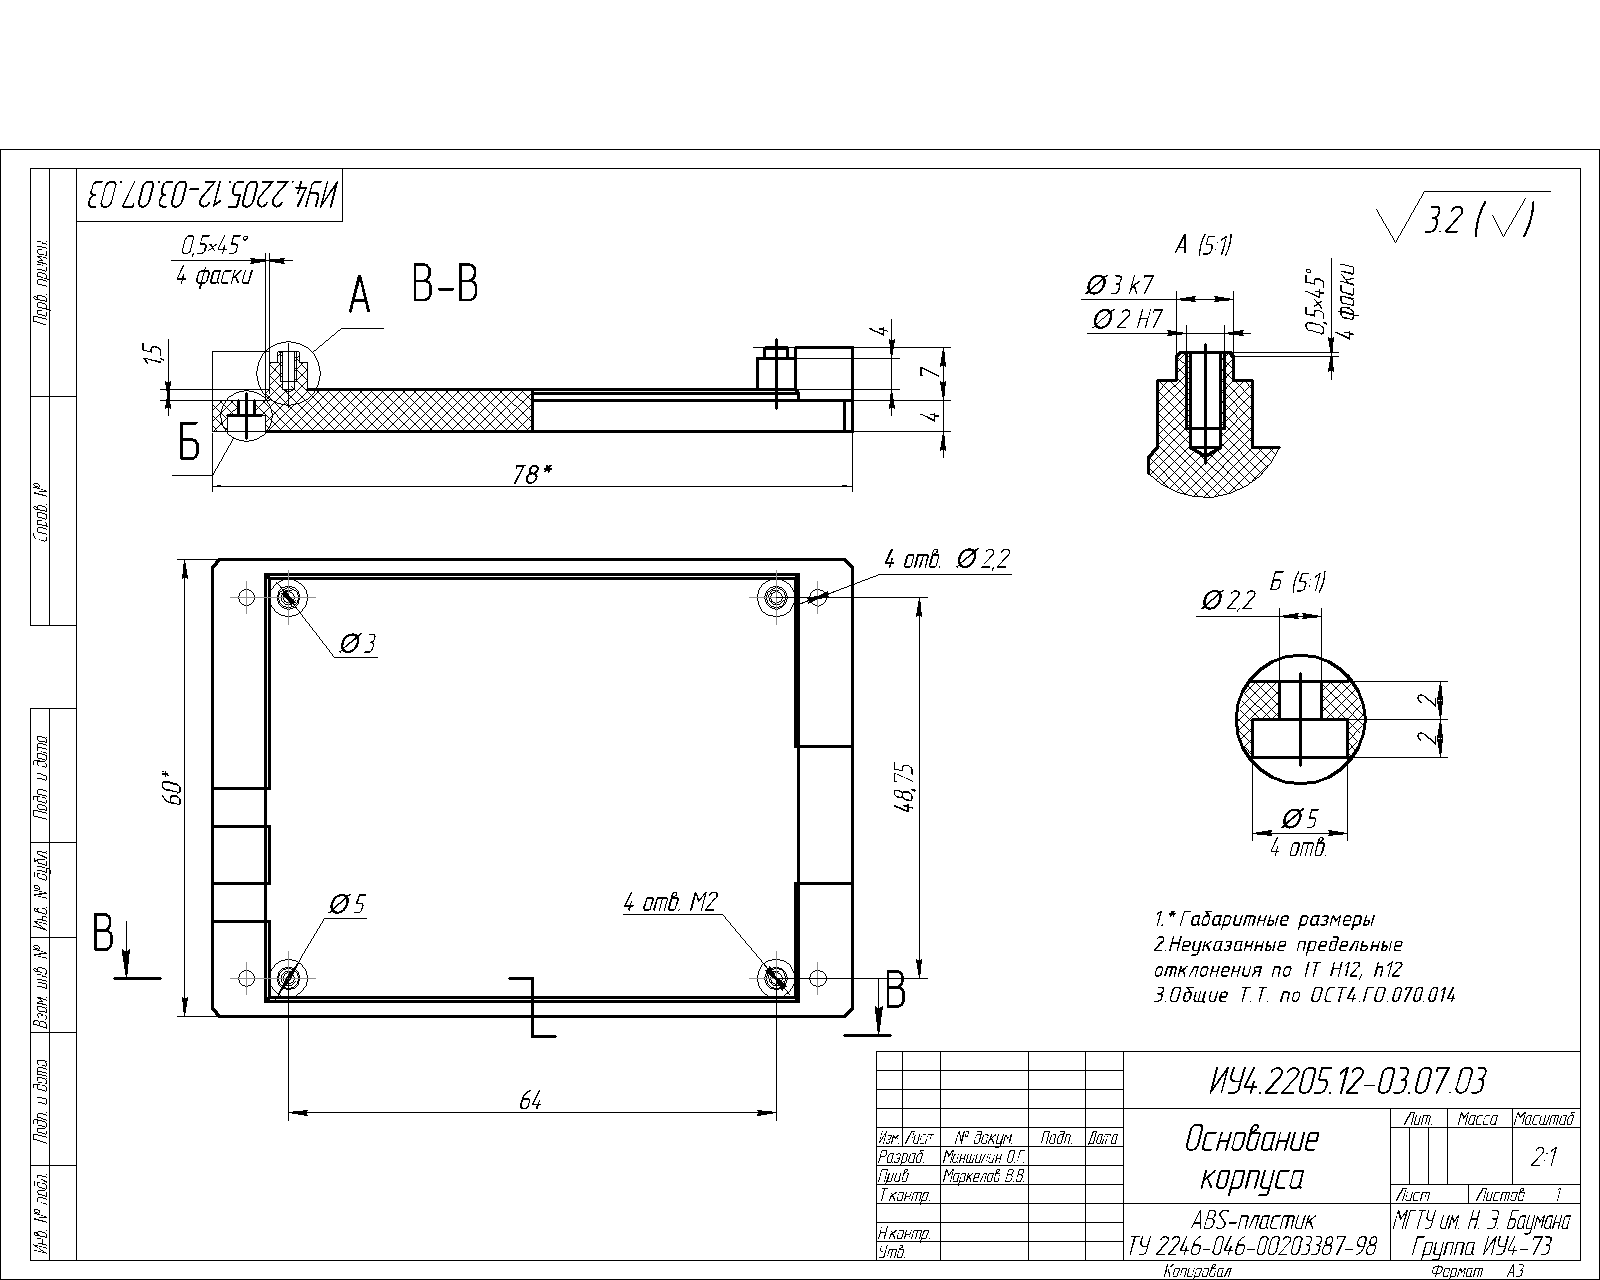 ИУ4.2205.12-03.07.03
3.2 (√)
0,5×45°
4 фаски
А
В-В
1,5
Б
4
7
4
78*
А (5:1)
Ø3 k7
Ø2 H7
0,5×45°
4 фаски
4 отв. Ø2,2
Ø3
60*
48,75
Ø5
4 отв. М2
В
В
64
Б (5:1)
Ø2,2
2
2
Ø5
4 отв.
1.* Габаритные размеры
2.Неуказанные предельные
отклонения по IT H12, h12
3.Общие Т.Т. по ОСТ4.ГО.070.014
Перв. примен.
Справ. №
Подп. и дата
Инв. № дубл.
Взам. инв. №
Подп. и дата
Инв. № подл.
ИУ4.2205.12-03.07.03
Изм. Лист № докум. Подп. Дата
Разраб. О.Г.
Пров Маркелов В.В.
Т.контр.
Н.контр.
Утв.
Основание
корпуса
Лит. Масса Масштаб
2:1
Лист Листов 1
ABS-пластик
ТУ 2246-046-00203387-98
МГТУ им. Н. Э. Баумана
Группа ИУ4-73
Копировал Формат А3